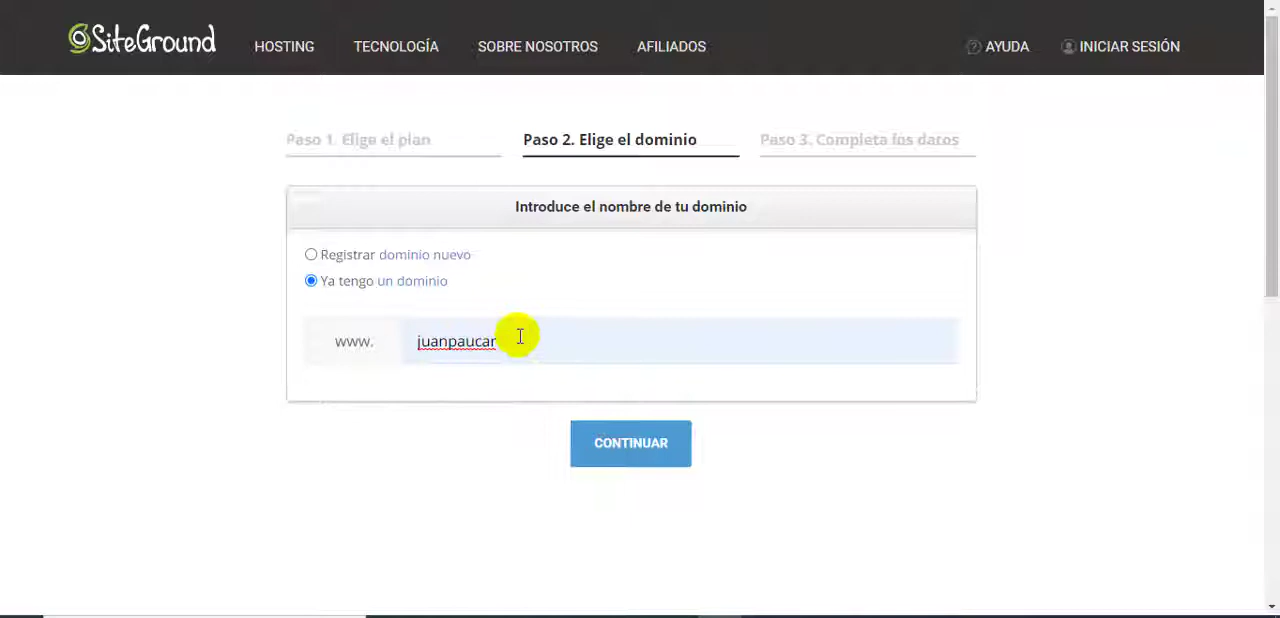 SiteGround HOSTING TECNOLOGÍA SOBRE NOSOTROS AFILIADOS AYUDA INICIAR SESIÓN
Paso 1. Elige el plan Paso 2. Elige el dominio Paso 3. Completa los datos
Introduce el nombre de tu dominio
Registrar dominio nuevo
Ya tengo un dominio
www. juanpaucar
CONTINUAR